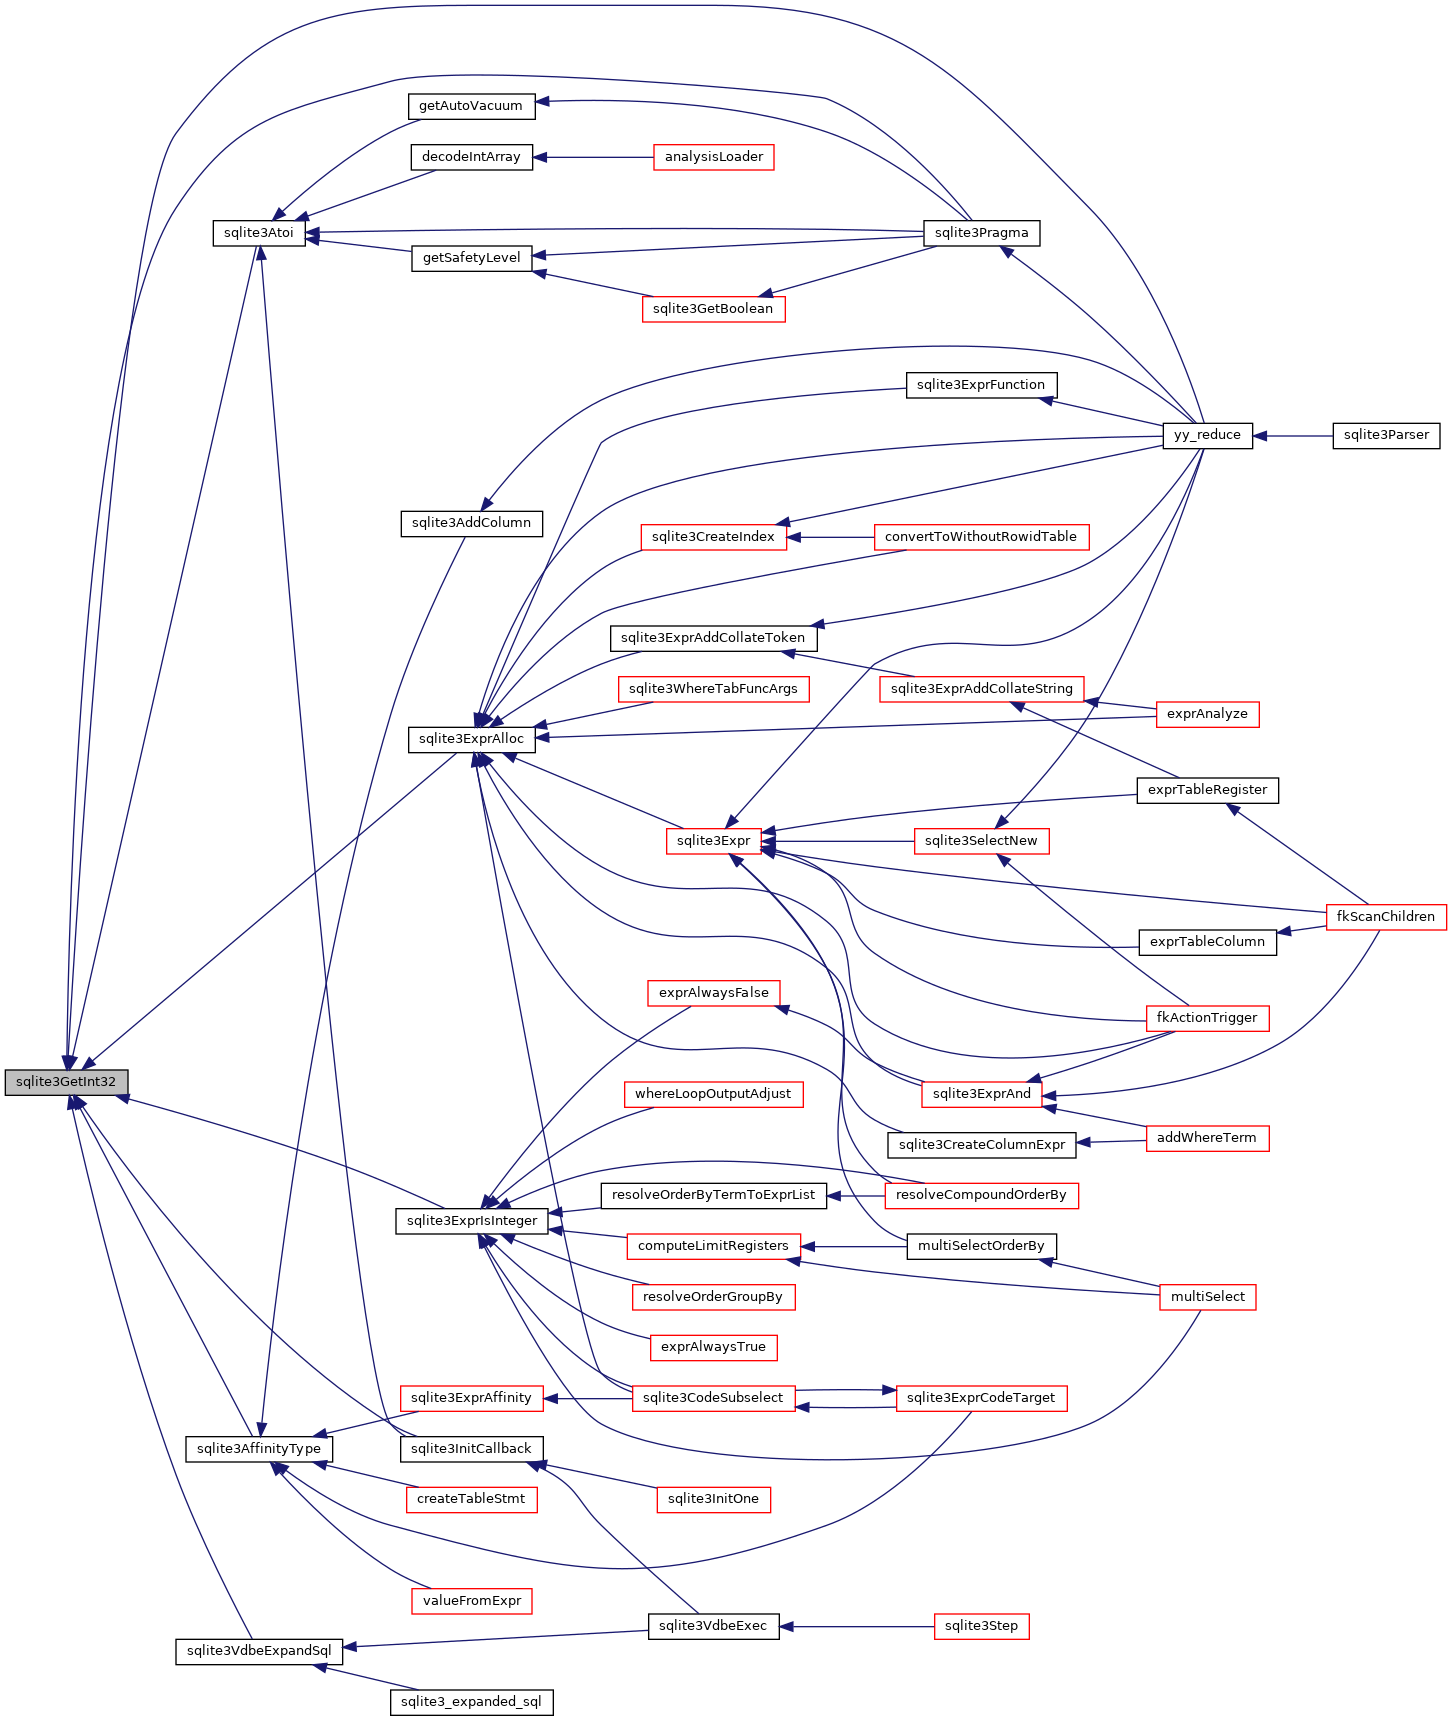 getAutoVacuum
decodeIntArray
analysisLoader
sqlite3Atoi
sqlite3Pragma
getSafetyLevel
sqlite3GetBoolean
sqlite3ExprFunction
yy_reduce
sqlite3Parser
sqlite3AddColumn
sqlite3CreateIndex
convertToWithoutRowidTable
sqlite3ExprAddCollateToken
sqlite3WhereTabFuncArgs
sqlite3ExprAddCollateString
exprAnalyze
sqlite3ExprAlloc
exprTableRegister
sqlite3Expr
sqlite3SelectNew
fkScanChildren
exprTableColumn
exprAlwaysFalse
fkActionTrigger
sqlite3GetInt32
whereLoopOutputAdjust
sqlite3ExprAnd
sqlite3CreateColumnExpr
addWhereTerm
resolveOrderByTermToExprList
resolveCompoundOrderBy
sqlite3ExprIsInteger
computeLimitRegisters
multiSelectOrderBy
resolveOrderGroupBy
multiSelect
exprAlwaysTrue
sqlite3ExprAffinity
sqlite3CodeSubselect
sqlite3ExprCodeTarget
sqlite3AffinityType
sqlite3InitCallback
createTableStmt
sqlite3InitOne
valueFromExpr
sqlite3VdbeExec
sqlite3Step
sqlite3VdbeExpandSql
sqlite3_expanded_sql